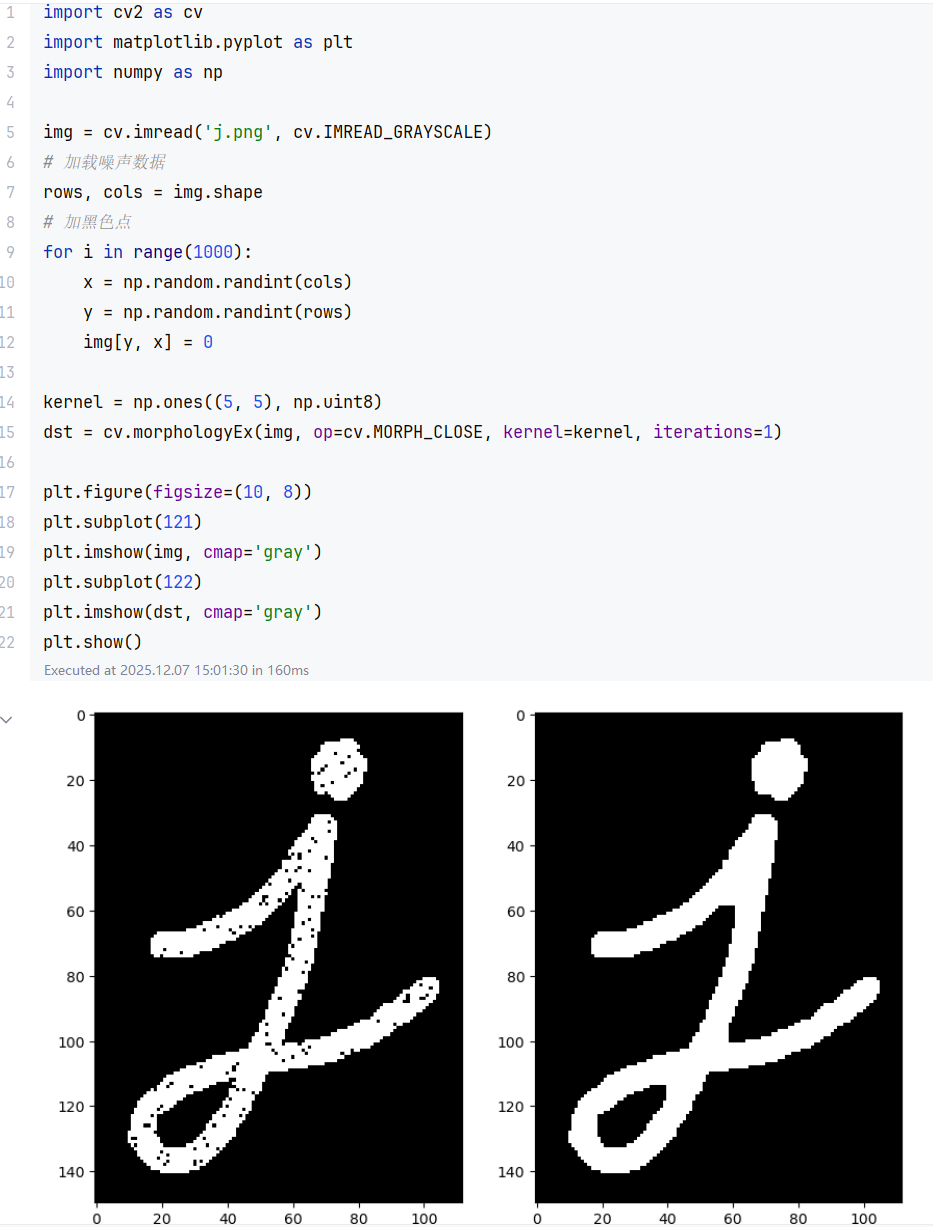 1 import cv2 as cv
2 import matplotlib.pyplot as plt
3 import numpy as np
4
5 img = cv.imread('j.png', cv.IMREAD_GRAYSCALE)
6 # 加载噪声数据
7 rows, cols = img.shape
8 # 加黑色点
9 for i in range(1000):
10     x = np.random.randint(cols)
11     y = np.random.randint(rows)
12     img[y, x] = 0
13
14 kernel = np.ones((5, 5), np.uint8)
15 dst = cv.morphologyEx(img, op=cv.MORPH_CLOSE, kernel=kernel, iterations=1)
16
17 plt.figure(figsize=(10, 8))
18 plt.subplot(121)
19 plt.imshow(img, cmap='gray')
20 plt.subplot(122)
21 plt.imshow(dst, cmap='gray')
22 plt.show()
Executed at 2025.12.07 15:01:30 in 160ms
0
20
40
60
80
100
120
140
0 20 40 60 80 100
0
20
40
60
80
100
120
140
0 20 40 60 80 100
j
j